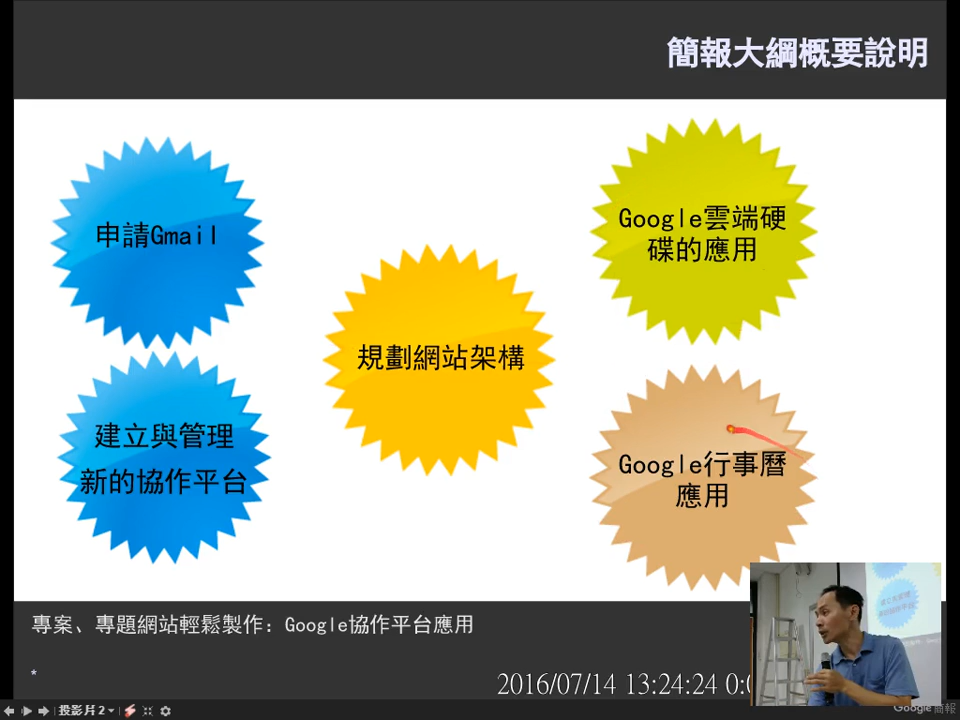 簡報大綱概要說明
申請Gmail
建立與管理
新的協作平台
規劃網站架構
Google雲端硬
碟的應用
Google行事曆
應用
專案、專題網站輕鬆製作：Google協作平台應用
*
2016/07/14 13:24:24
投影片 2
Google 簡報